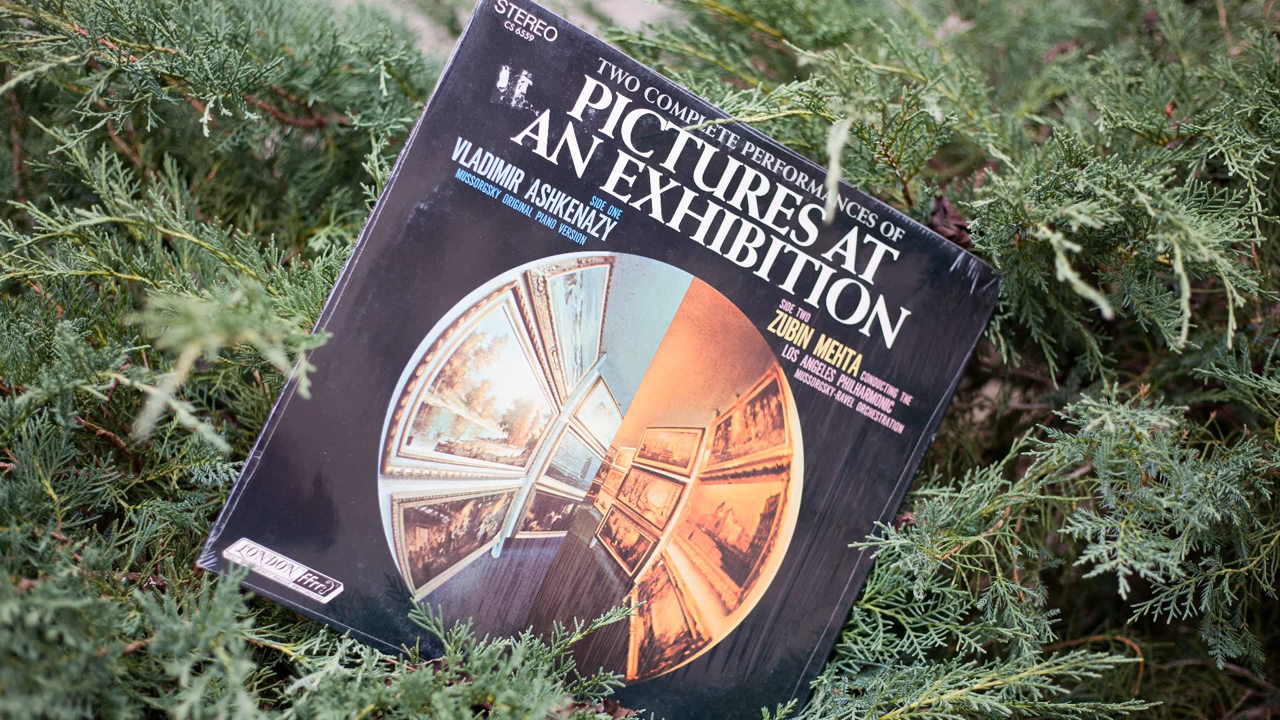 STEREO
CS 6559
TWO COMPLETE PERFORMANCES OF
PICTURES AT
AN EXHIBITION
VLADIMIR ASHKENAZY
SIDE ONE
MUSSORGSKY ORIGINAL PIANO VERSION
SIDE TWO
ZUBIN MEHTA CONDUCTING THE
LOS ANGELES PHILHARMONIC
MUSSORGSKY-RAVEL ORCHESTRATION
LONDON ffrr